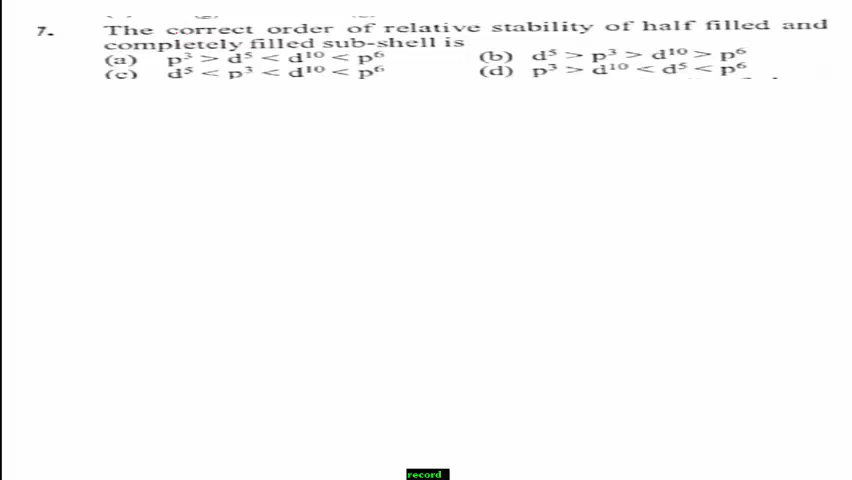 7. The correct order of relative stability of half filled and
completely filled sub-shell is
(a) p³ > d⁵ < d¹⁰ < p⁶ (b) d⁵ > p³ > d¹⁰ > p⁶
(c) d⁵ < p³ < d¹⁰ < p⁶ (d) p³ > d¹⁰ < d⁵ < p⁶
record